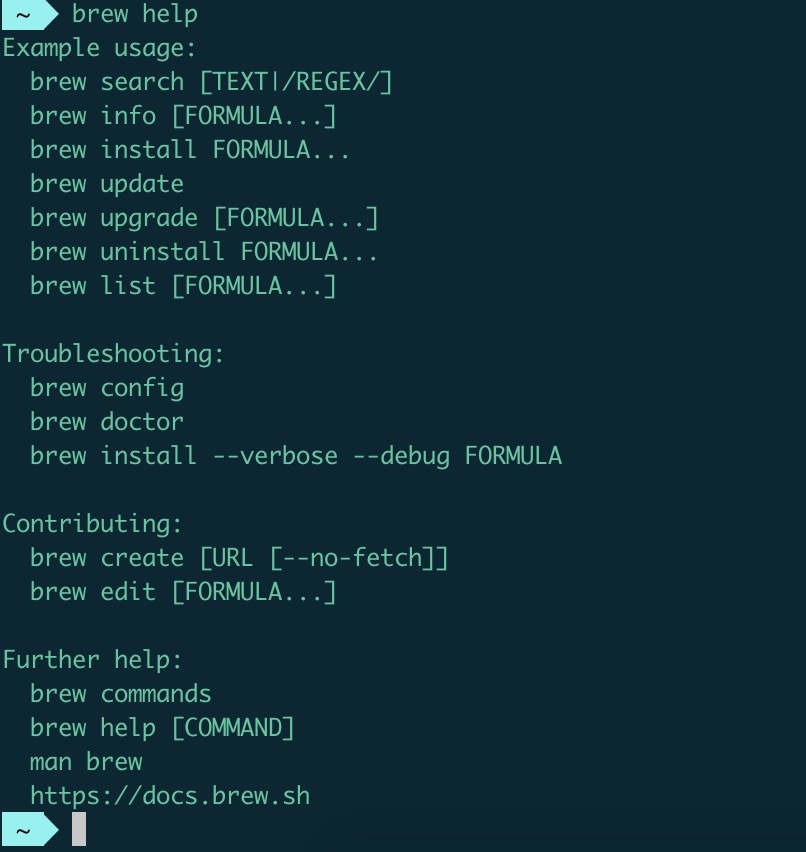 ~ brew help
Example usage:
brew search [TEXT|/REGEX/]
brew info [FORMULA...]
brew install FORMULA...
brew update
brew upgrade [FORMULA...]
brew uninstall FORMULA...
brew list [FORMULA...]
Troubleshooting:
brew config
brew doctor
brew install --verbose --debug FORMULA
Contributing:
brew create [URL [--no-fetch]]
brew edit [FORMULA...]
Further help:
brew commands
brew help [COMMAND]
man brew
https://docs.brew.sh
~